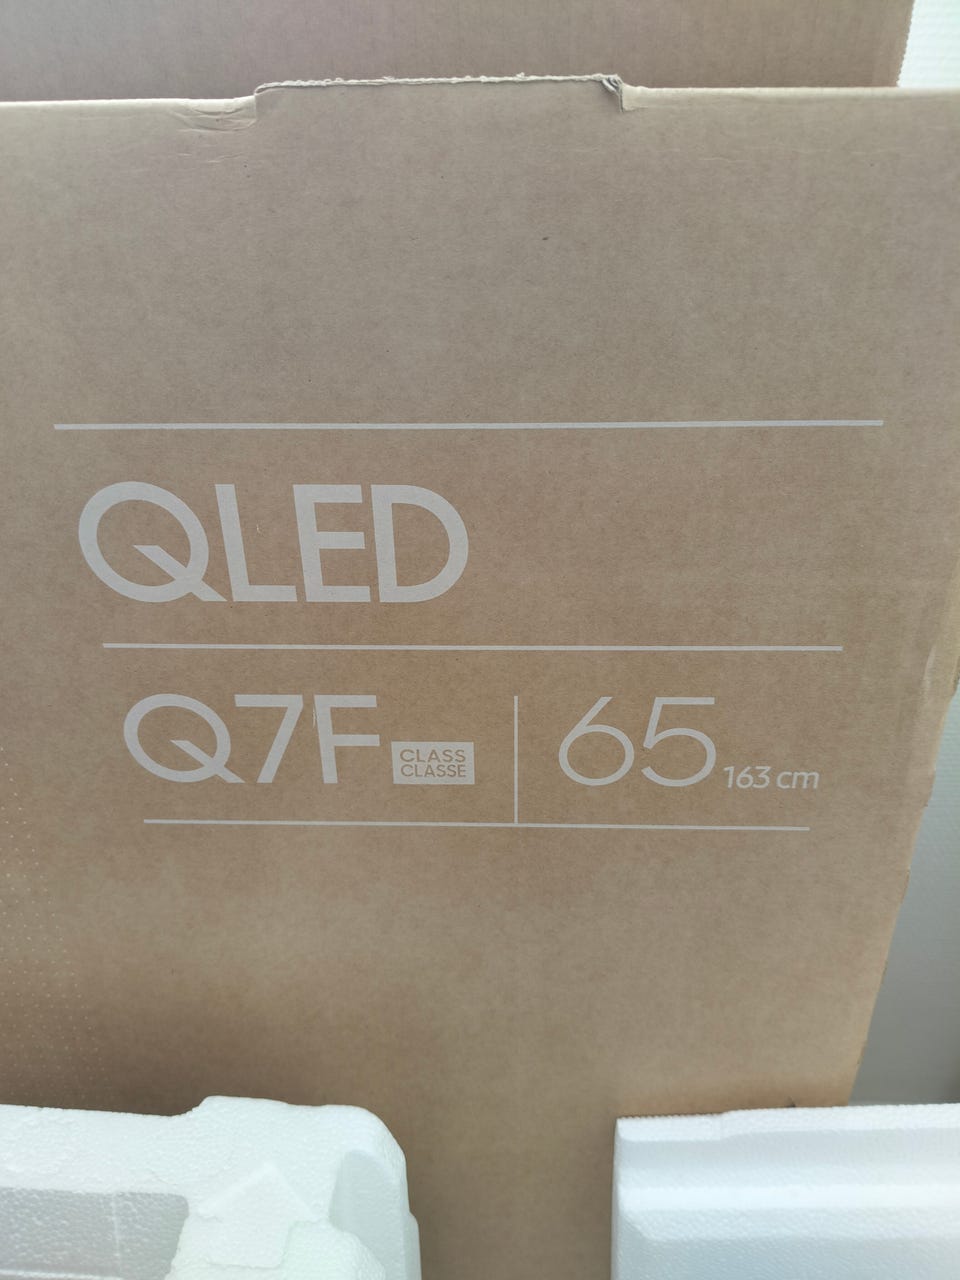 QLED
Q7F CLASS 65 163 cm
CLASSE